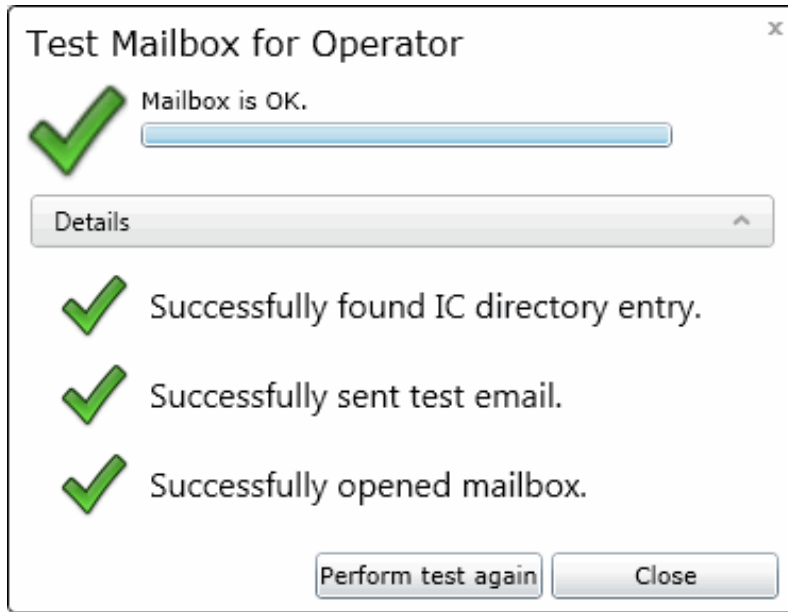 Test Mailbox for Operator
x
Mailbox is OK.
Details
Successfully found IC directory entry.
Successfully sent test email.
Successfully opened mailbox.
Perform test again
Close